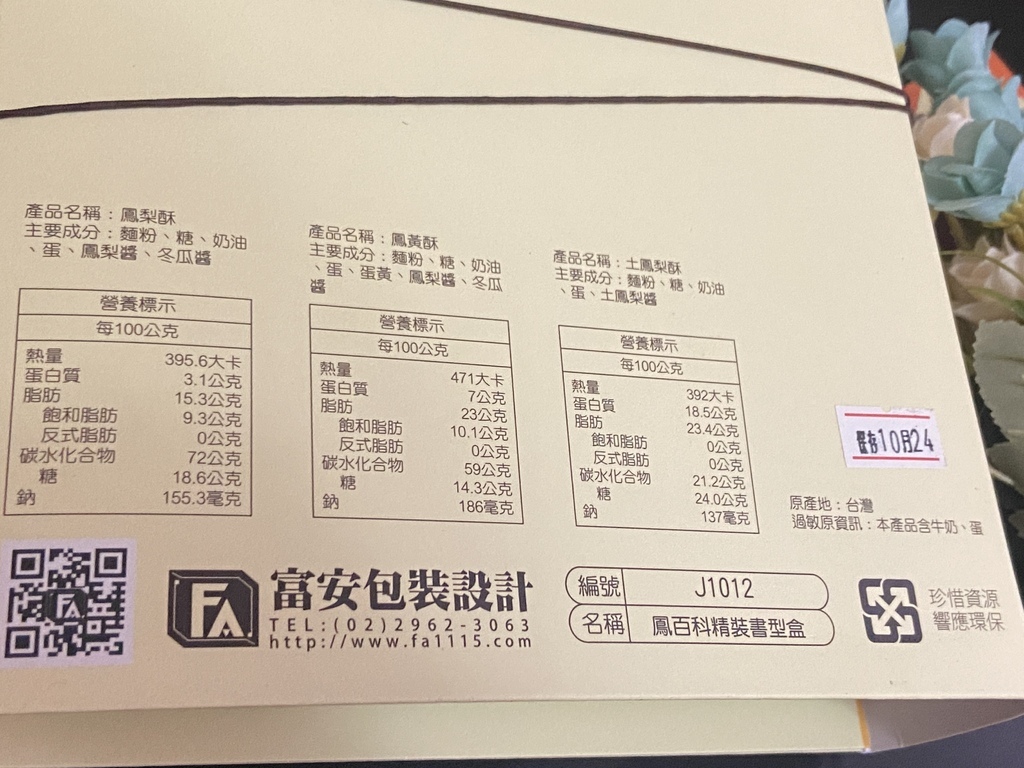 產品名稱：鳳梨酥
主要成分：麵粉、糖、奶油
、蛋、鳳梨醬、冬瓜醬
營養標示
每100公克
熱量 395.6大卡
蛋白質 3.1公克
脂肪 15.3公克
飽和脂肪 9.3公克
反式脂肪 0公克
碳水化合物 72公克
糖 18.6公克
鈉 155.3毫克
產品名稱：鳳黃酥
主要成分：麵粉、糖、奶油
、蛋、蛋黃、鳳梨醬、冬瓜
醬
營養標示
每100公克
熱量 471大卡
蛋白質 7公克
脂肪 23公克
飽和脂肪 10.1公克
反式脂肪 0公克
碳水化合物 59公克
糖 14.3公克
鈉 186毫克
產品名稱：土鳳梨酥
主要成分：麵粉、糖、奶油
、蛋、土鳳梨醬
營養標示
每100公克
熱量 392大卡
蛋白質 18.5公克
脂肪 23.4公克
飽和脂肪 0公克
反式脂肪 0公克
碳水化合物 21.2公克
糖 24.0公克
鈉 137毫克
10月24
原產地：台灣
過敏原資訊：本產品含牛奶、蛋
FA
FA
富安包裝設計
TEL:(02)2962-3063
http://www.fa1115.com
編號 J1012
名稱 鳳百科精裝書型盒
珍惜資源
響應環保